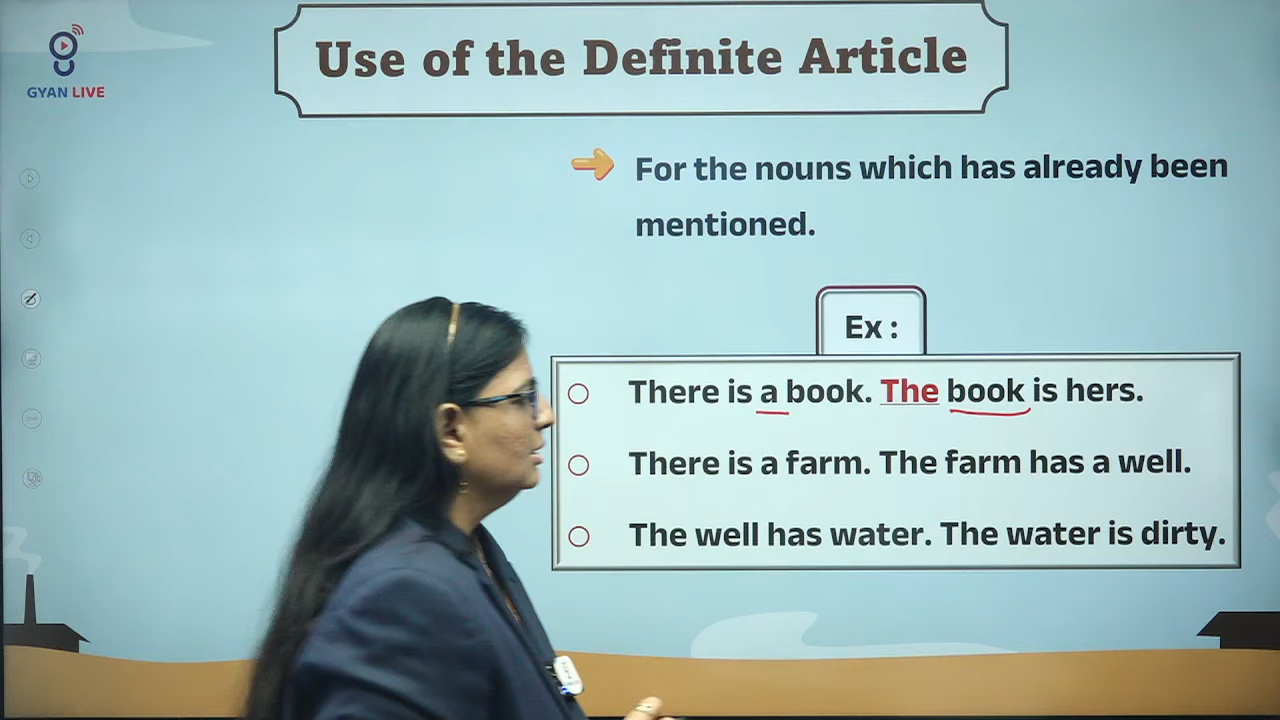 GYAN LIVE
Use of the Definite Article
For the nouns which has already been
mentioned.
Ex :
There is a book. The book is hers.
There is a farm. The farm has a well.
The well has water. The water is dirty.